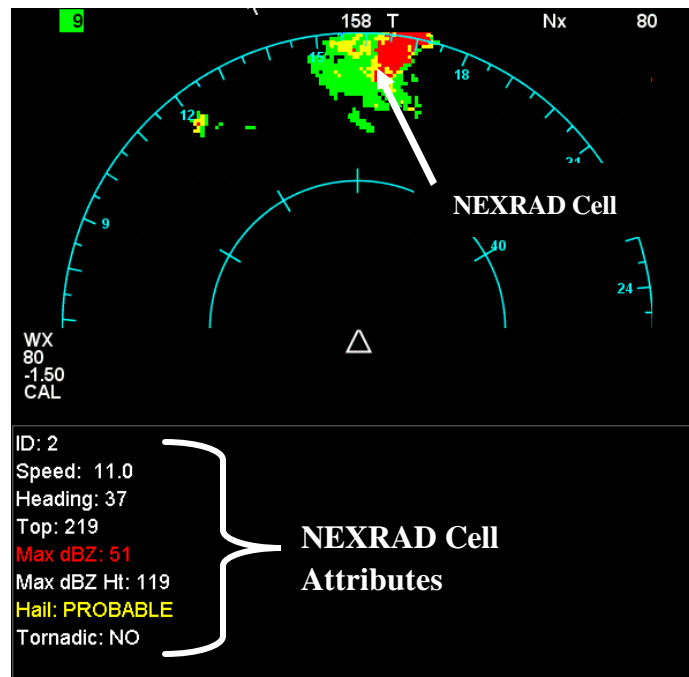 9
158 T
Nx
80
15
18
12
21
9
NEXRAD Cell
40
24
WX
80
-1.50
CAL
ID: 2
Speed: 11.0
Heading: 37
Top: 219
Max dBZ: 51
Max dBZ Ht: 119
Hail: PROBABLE
Tornadic: NO
NEXRAD Cell
Attributes